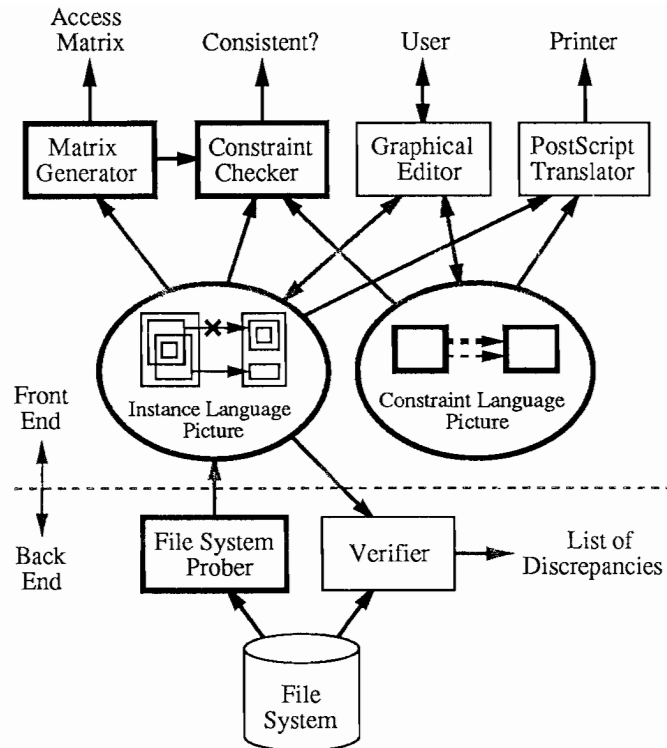 Access
Matrix
Consistent?
User
Printer
Matrix
Generator
Constraint
Checker
Graphical
Editor
PostScript
Translator
Instance Language
Picture
Constraint Language
Picture
Front
End
Back
End
File System
Prober
Verifier
List of
Discrepancies
File
System